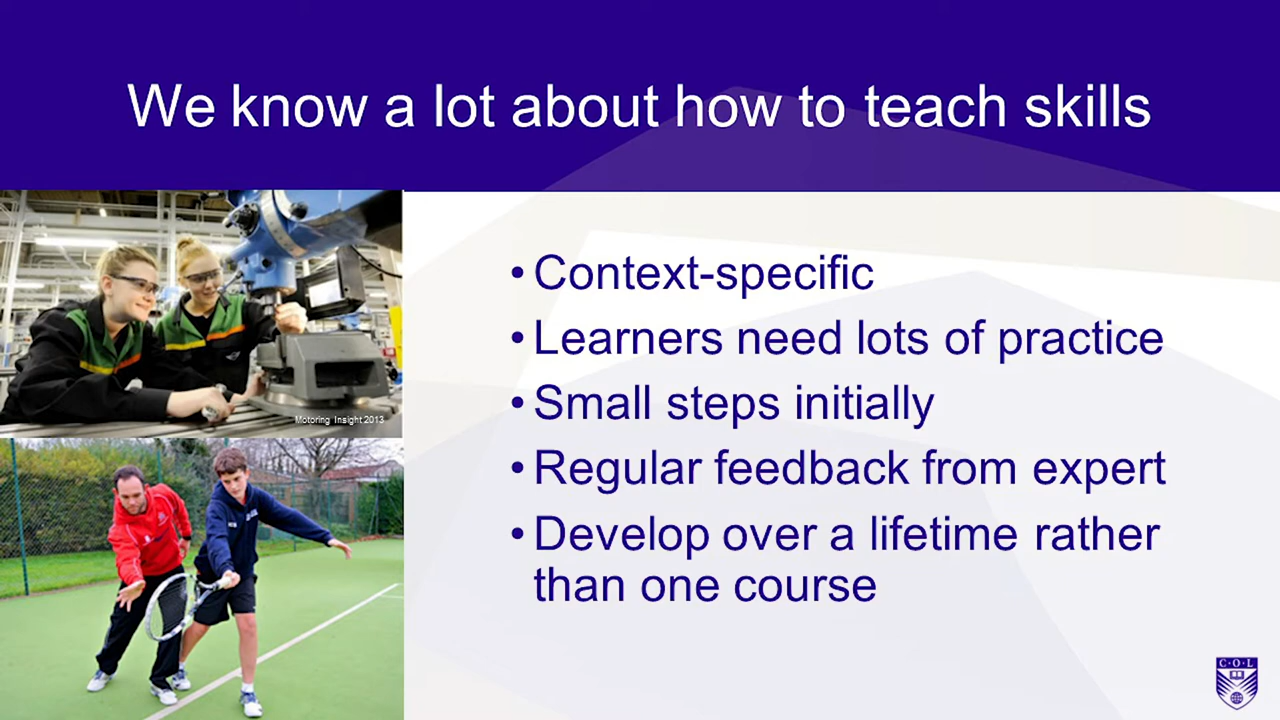 We know a lot about how to teach skills
Motoring Insight 2013
• Context-specific
• Learners need lots of practice
• Small steps initially
• Regular feedback from expert
• Develop over a lifetime rather
than one course
C·O·L